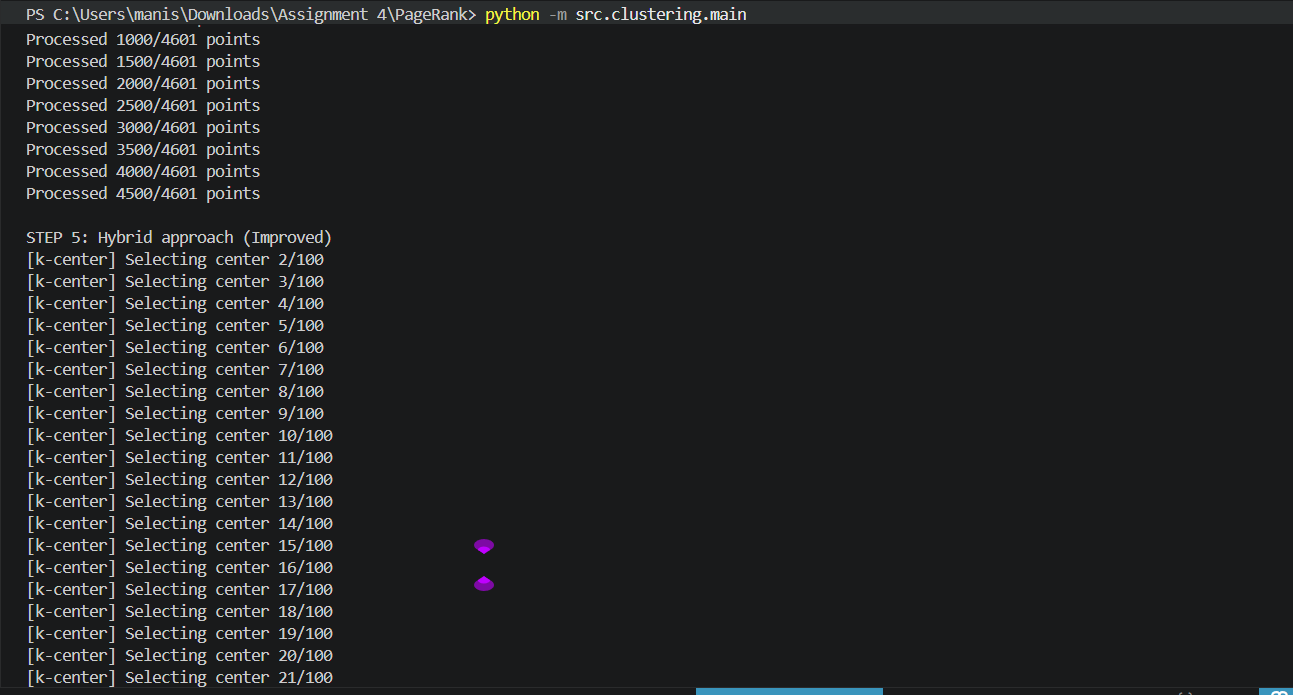 PS C:\Users\manis\Downloads\Assignment 4\PageRank> python -m src.clustering.main
Processed 1000/4601 points
Processed 1500/4601 points
Processed 2000/4601 points
Processed 2500/4601 points
Processed 3000/4601 points
Processed 3500/4601 points
Processed 4000/4601 points
Processed 4500/4601 points
STEP 5: Hybrid approach (Improved)
[k-center] Selecting center 2/100
[k-center] Selecting center 3/100
[k-center] Selecting center 4/100
[k-center] Selecting center 5/100
[k-center] Selecting center 6/100
[k-center] Selecting center 7/100
[k-center] Selecting center 8/100
[k-center] Selecting center 9/100
[k-center] Selecting center 10/100
[k-center] Selecting center 11/100
[k-center] Selecting center 12/100
[k-center] Selecting center 13/100
[k-center] Selecting center 14/100
[k-center] Selecting center 15/100
[k-center] Selecting center 16/100
[k-center] Selecting center 17/100
[k-center] Selecting center 18/100
[k-center] Selecting center 19/100
[k-center] Selecting center 20/100
[k-center] Selecting center 21/100